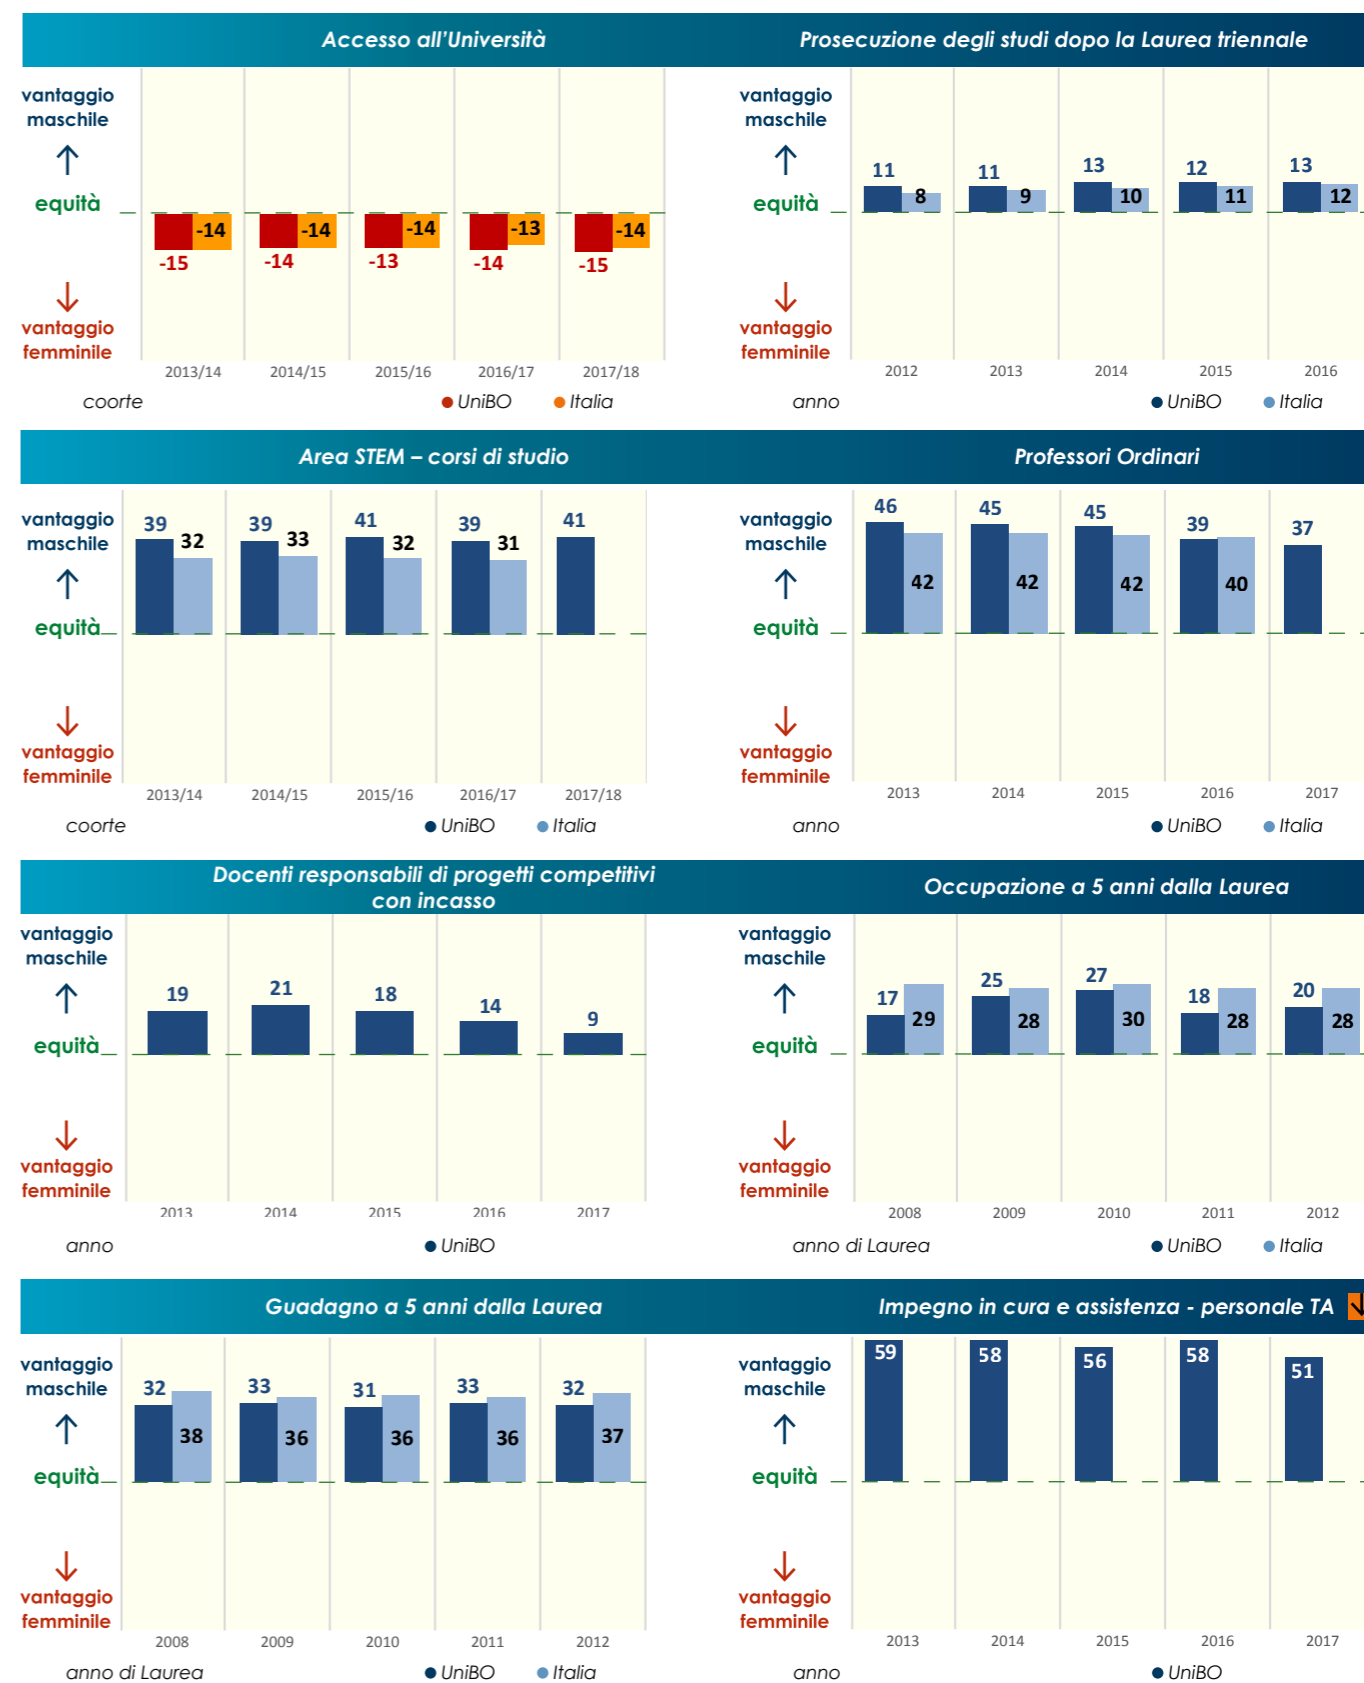 Accesso all'Università
vantaggio
maschile
↑
equità
-14
-14
-14
-13
-14
-15
-14
-13
-14
-15
↓
vantaggio
femminile
2013/14 2014/15 2015/16 2016/17 2017/18
coorte
UniBO Italia
Prosecuzione degli studi dopo la Laurea triennale
vantaggio
maschile
↑
equità
11 11 13 12 13
8 9 10 11 12
↓
vantaggio
femminile
2012 2013 2014 2015 2016
anno
UniBO Italia
Area STEM – corsi di studio
vantaggio
maschile
↑
equità
39 39 41 39 41
32 33 32 31
↓
vantaggio
femminile
2013/14 2014/15 2015/16 2016/17 2017/18
coorte
UniBO Italia
Professori Ordinari
vantaggio
maschile
↑
equità
46 45 45 39 37
42 42 42 40
↓
vantaggio
femminile
2013 2014 2015 2016 2017
anno
UniBO Italia
Docenti responsabili di progetti competitivi
con incasso
vantaggio
maschile
↑
equità
19 21 18 14 9
↓
vantaggio
femminile
2013 2014 2015 2016 2017
anno
UniBO
Occupazione a 5 anni dalla Laurea
vantaggio
maschile
↑
equità
17 25 27 18 20
29 28 30 28 28
↓
vantaggio
femminile
2008 2009 2010 2011 2012
anno di Laurea
UniBO Italia
Guadagno a 5 anni dalla Laurea
vantaggio
maschile
↑
equità
32 33 31 33 32
38 36 36 36 37
↓
vantaggio
femminile
2008 2009 2010 2011 2012
anno di Laurea
UniBO Italia
Impegno in cura e assistenza - personale TA ↓
vantaggio
maschile
↑
equità
59 58 56 58 51
↓
vantaggio
femminile
2013 2014 2015 2016 2017
anno
UniBO